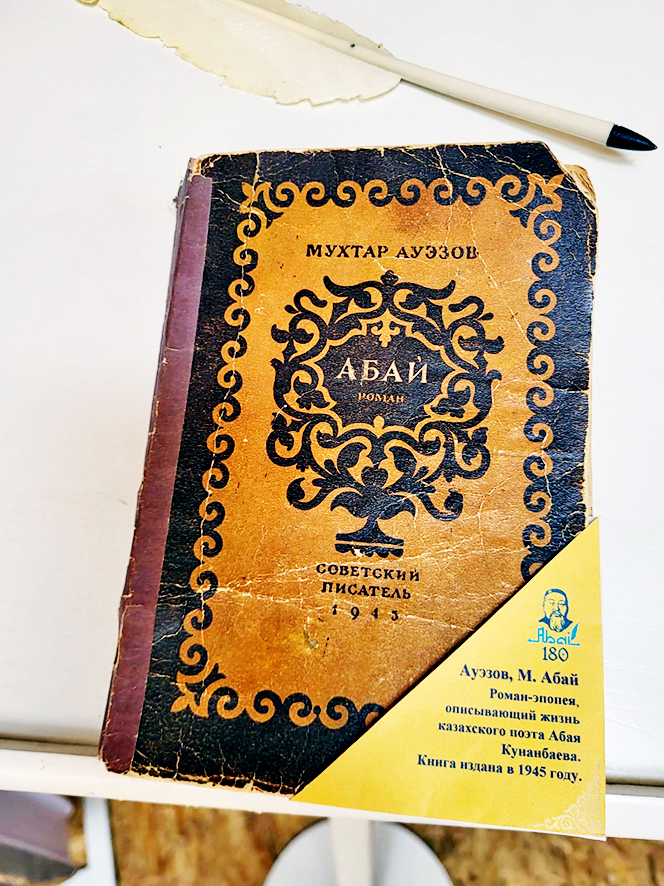 МУХТАР АУЭЗОВ
АБАЙ
РОМАН
СОВЕТСКИЙ
ПИСАТЕЛЬ
1945
Abai
180
Ауэзов, М. Абай
Роман-эпопея,
описывающий жизнь
казахского поэта Абая
Кунанбаева.
Книга издана в 1945 году.